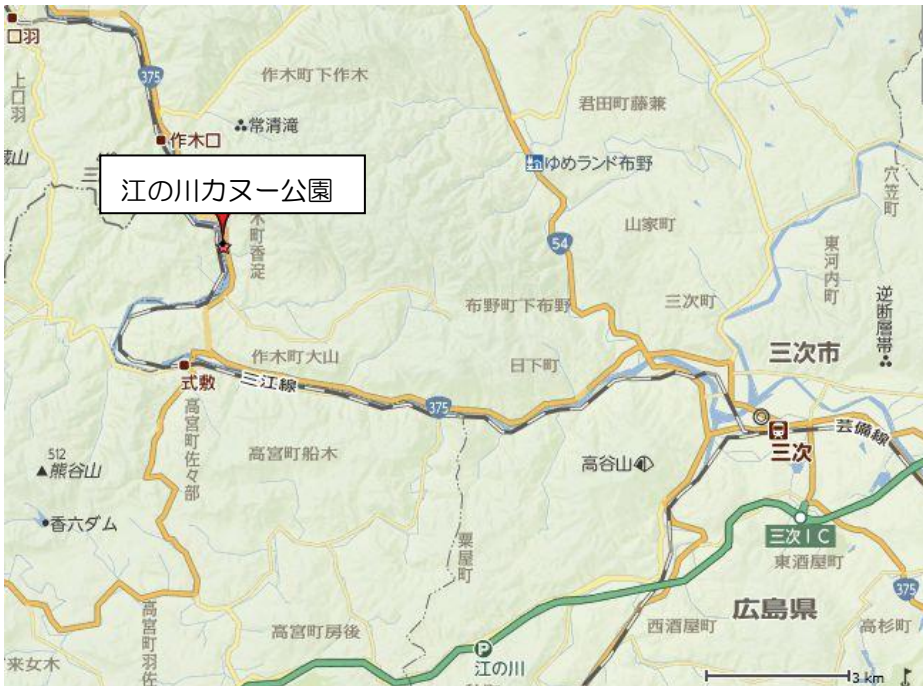 口羽
上口羽
375
作木町下作木
常清滝
作木口
君田町藤兼
ゆめランド布野
穴笠町
江の川カヌー公園
木町香淀
山家町
54
東河内町
布野町下布野
三次町
逆断層帯
三次市
作木町大山
日下町
式敷
三江線
375
高宮町佐々部
高宮町船木
512
熊谷山
高谷山
三次
芸備線
香六ダム
三次IC
粟屋町
東酒屋町
広島県
375
高宮町房後
西酒屋町
高杉町
高宮町羽佐
江の川
来女木
3 km